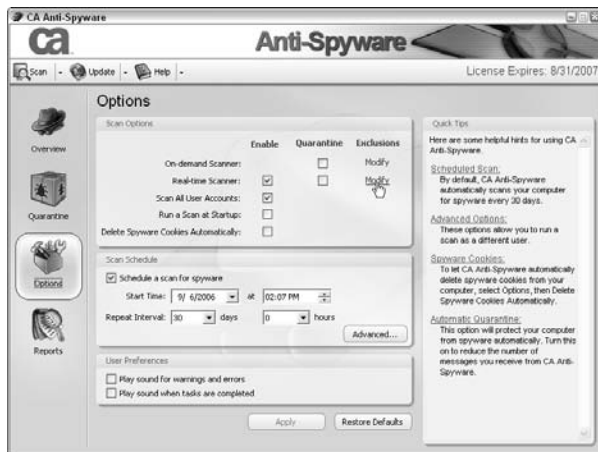 CA Anti-Spyware
ca
Anti-Spyware
Scan
Update
Help
License Expires: 8/31/2007
Overview
Quarantine
Options
Reports
Options
Scan Options
Enable Quarantine Exclusions
On-demand Scanner: Modify
Real-time Scanner: Modify
Scan All User Accounts:
Run a Scan at Startup:
Delete Spyware Cookies Automatically:
Scan Schedule
Schedule a scan for spyware
Start Time: 9/ 6/2006 at 02:07 PM
Repeat Interval: 30 days 0 hours
Advanced...
User Preferences
Play sound for warnings and errors
Play sound when tasks are completed
Apply Restore Defaults
Quick Tips
Here are some helpful hints for using CA
Anti-Spyware.
Scheduled Scan:
By default, CA Anti-Spyware
automatically scans your computer
for spyware every 30 days.
Advanced Options:
These options allow you to run a
scan as a different user.
Spyware Cookies:
To let CA Anti-Spyware automatically
delete spyware cookies from your
computer, select Options, then Delete
Spyware Cookies Automatically.
Automatic Quarantine:
This option will protect your computer
from spyware automatically. Turn this
on to reduce the number of
messages you receive from CA Anti-
Spyware.